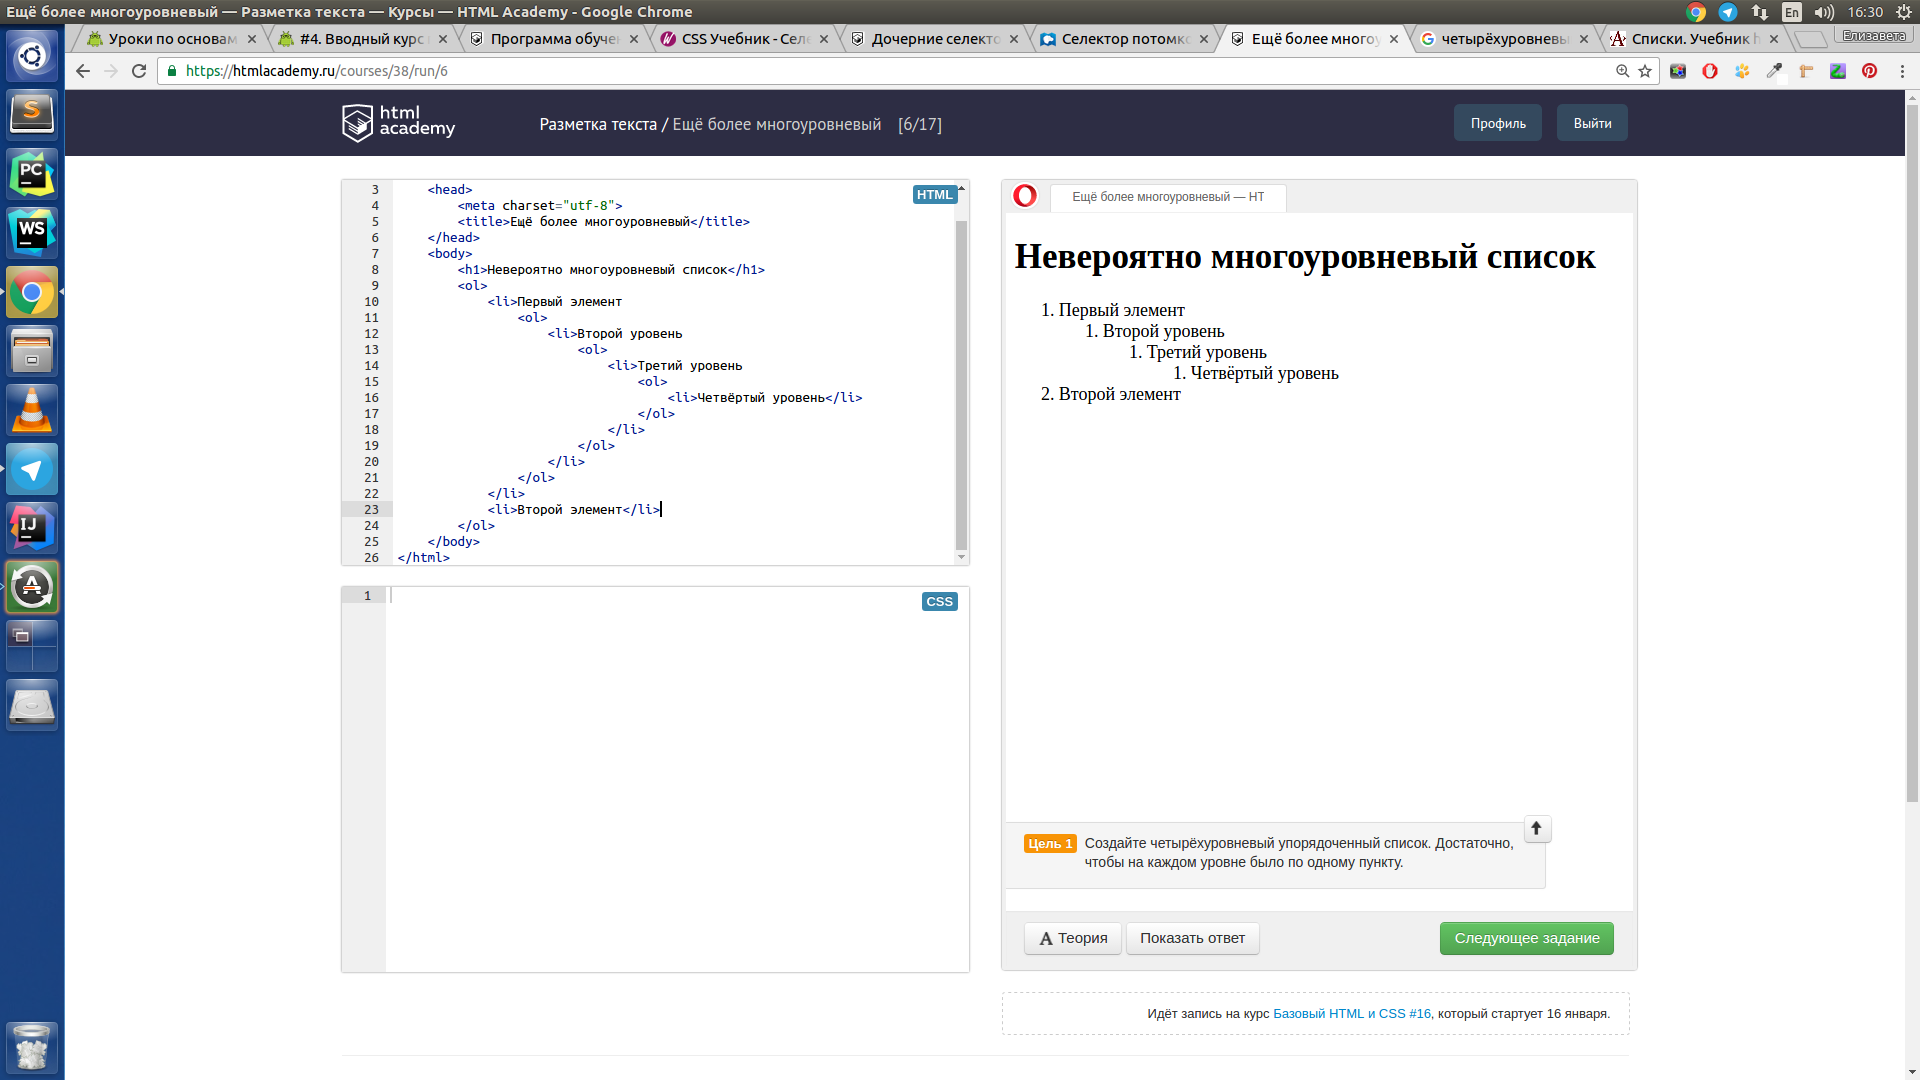 Ещё более многоуровневый — Разметка текста — Курсы — HTML Academy - Google Chrome
En
16:30
Уроки по основам
#4. Вводный курс
Программа обуче
CSS Учебник - Сел
Дочерние селекто
Селектор потомк
Ещё более много
четырёхуровневы
Списки. Учебник h
Елизавета
https://htmlacademy.ru/courses/38/run/6
html
academy
Разметка текста / Ещё более многоуровневый [6/17]
Профиль
Выйти
HTML
3 <head>
4 <meta charset="utf-8">
5 <title>Ещё более многоуровневый</title>
6 </head>
7 <body>
8 <h1>Невероятно многоуровневый список</h1>
9 <ol>
10 <li>Первый элемент
11 <ol>
12 <li>Второй уровень
13 <ol>
14 <li>Третий уровень
15 <ol>
16 <li>Четвёртый уровень</li>
17 </ol>
18 </li>
19 </ol>
20 </li>
21 </ol>
22 </li>
23 <li>Второй элемент</li>
24 </ol>
25 </body>
26 </html>
1
CSS
Ещё более многоуровневый — HT
Невероятно многоуровневый список
1. Первый элемент
1. Второй уровень
1. Третий уровень
1. Четвёртый уровень
2. Второй элемент
Цель 1
Создайте четырёхуровневый упорядоченный список. Достаточно,
чтобы на каждом уровне было по одному пункту.
A Теория
Показать ответ
Следующее задание
Идёт запись на курс Базовый HTML и CSS #16, который стартует 16 января.
S
PC
WS
IJ
A